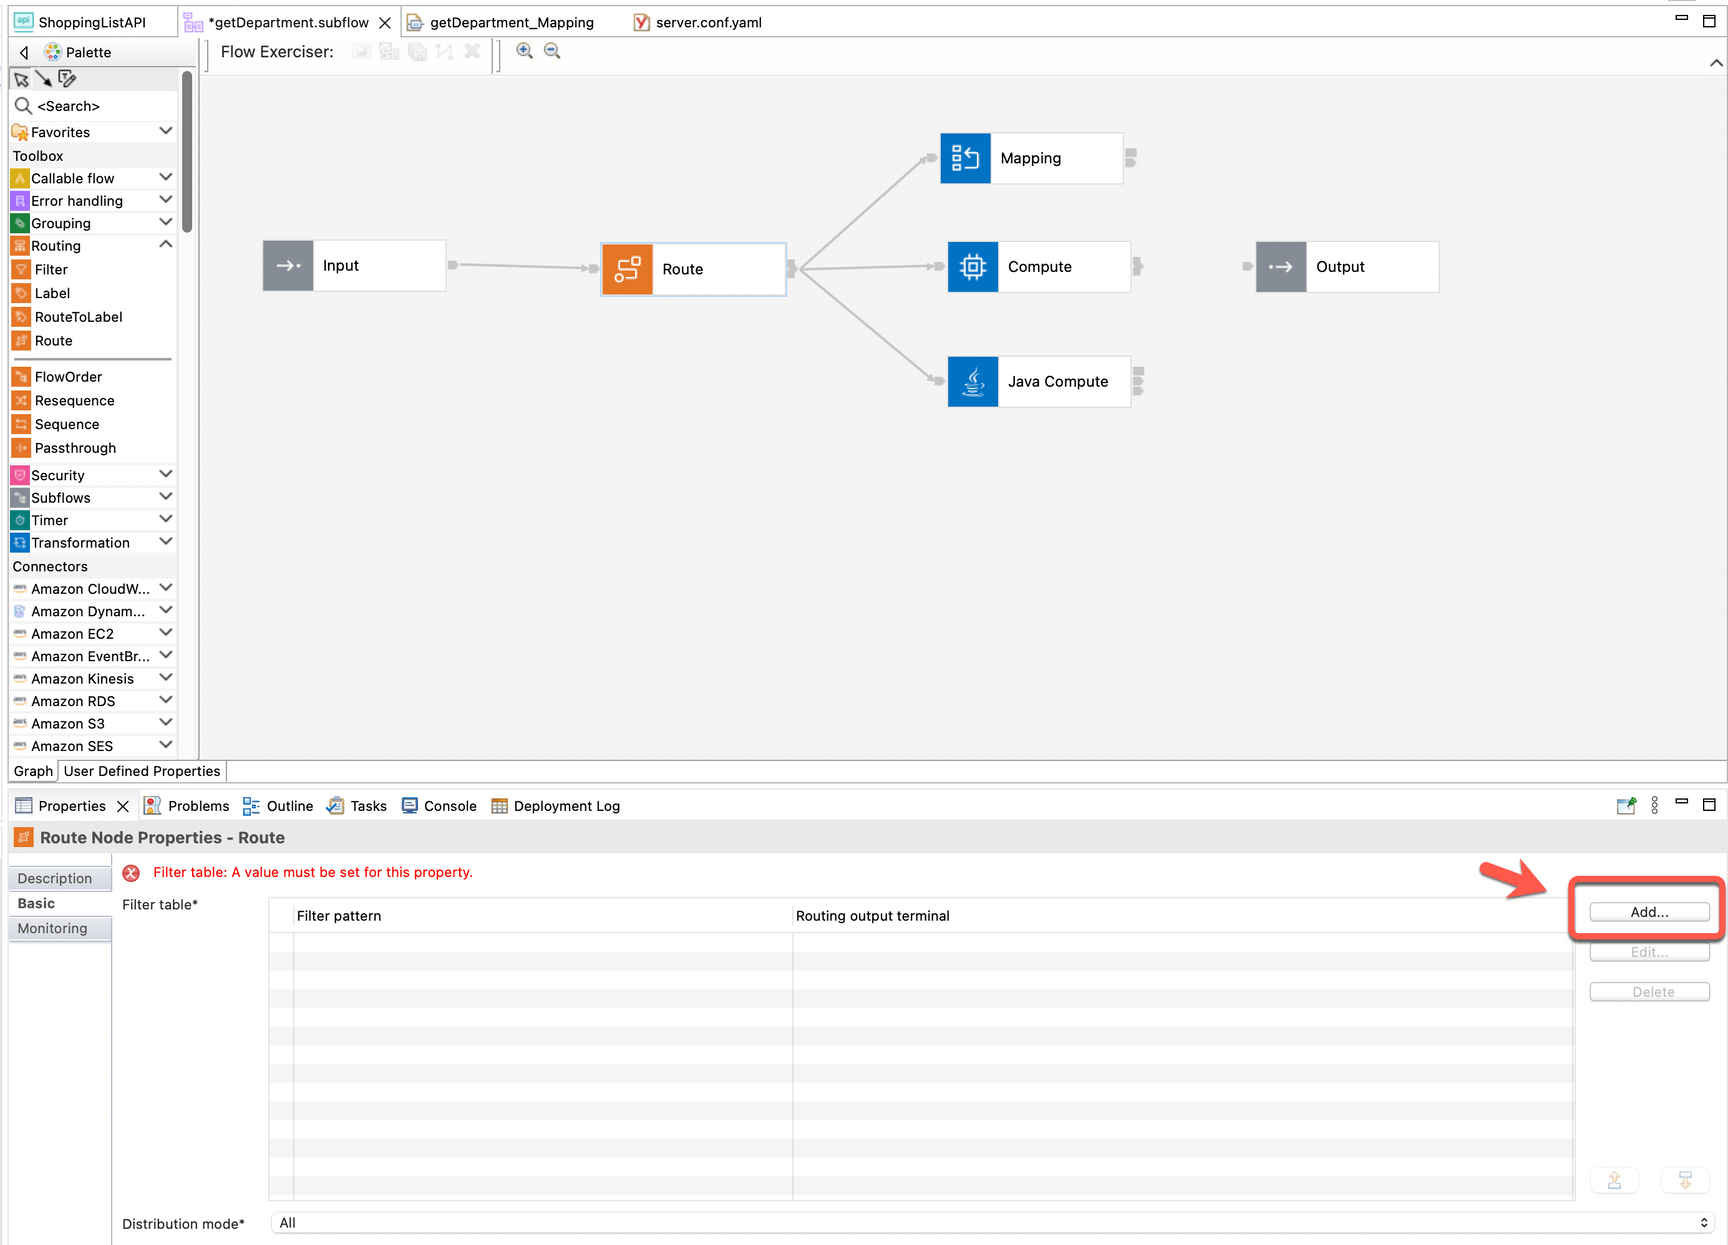 ShoppingListAPI
*getDepartment.subflow
getDepartment_Mapping
server.conf.yaml
Palette
Flow Exerciser:
<Search>
Favorites
Toolbox
Callable flow
Error handling
Grouping
Routing
Filter
Label
RouteToLabel
Route
FlowOrder
Resequence
Sequence
Passthrough
Security
Subflows
Timer
Transformation
Connectors
Amazon CloudW...
Amazon Dynam...
Amazon EC2
Amazon EventBr...
Amazon Kinesis
Amazon RDS
Amazon S3
Amazon SES
Input
Route
Mapping
Compute
Java Compute
Output
Graph
User Defined Properties
Properties
Problems
Outline
Tasks
Console
Deployment Log
Route Node Properties - Route
Description
Basic
Monitoring
Filter table: A value must be set for this property.
Filter table*
Filter pattern
Routing output terminal
Add...
Edit...
Delete
Distribution mode*
All